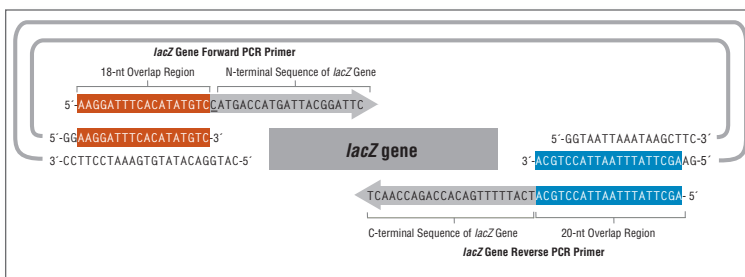 lacZ Gene Forward PCR Primer
18-nt Overlap Region N-terminal Sequence of lacZ Gene
5´-AAGGATTTCACATATGTCCATGACCATGATTACGGATTC
5´-GGAAGGATTTCACATATGTC-3´
3´-CCTTCCTAAAGTGTATACAGGTAC-5´
lacZ gene
5´-GGTAATTAAATAAGCTTC-3´
3´-ACGTCCATTAATTTATTCGAAG-5´
TCAACCAGACCACAGTTTTTACTACGTCCATTAATTTATTCGA-5´
C-terminal Sequence of lacZ Gene 20-nt Overlap Region
lacZ Gene Reverse PCR Primer